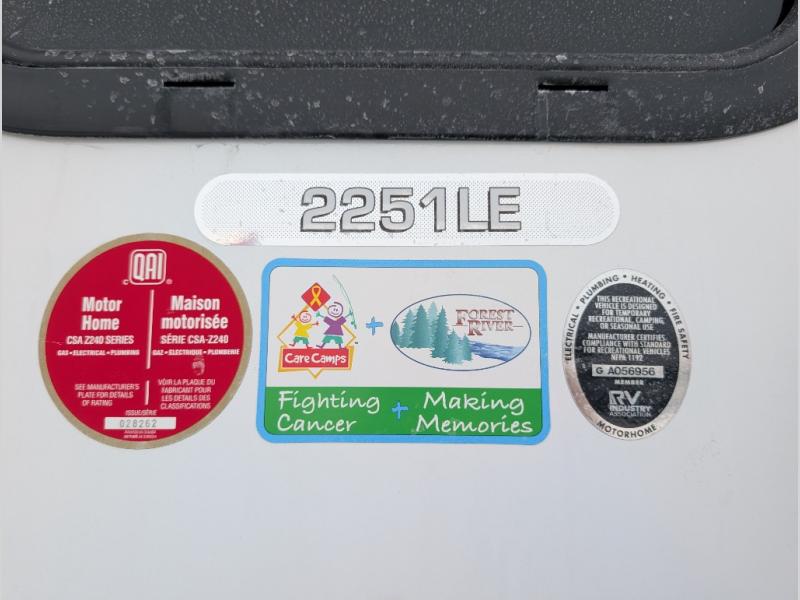 2251LE
C QAI ®
Motor
Home
CSA Z240 SERIES
GAS • ELECTRICAL • PLUMBING
SEE MANUFACTURER'S
PLATE FOR DETAILS
OF RATING
Maison
motorisée
SÉRIE CSA-Z240
GAZ • ÉLECTRIQUE • PLOMBERIE
VOIR LA PLAQUE DU
FABRICANT POUR
LES DETAILS DES
CLASSIFICATIONS
ISSUE/SÉRIE
028262
Care Camps
+
FOREST
RIVER
Fighting
Cancer
+
Making
Memories
ELECTRICAL • PLUMBING • HEATING • FIRE SAFETY
THIS RECREATIONAL
VEHICLE IS DESIGNED
FOR TEMPORARY
RECREATIONAL, CAMPING,
OR SEASONAL USE
MANUFACTURER CERTIFIES
COMPLIANCE WITH STANDARD
FOR RECREATIONAL VEHICLES
NFPA 1192
G A056956
MEMBER
RV
INDUSTRY
ASSOCIATION
MOTORHOME